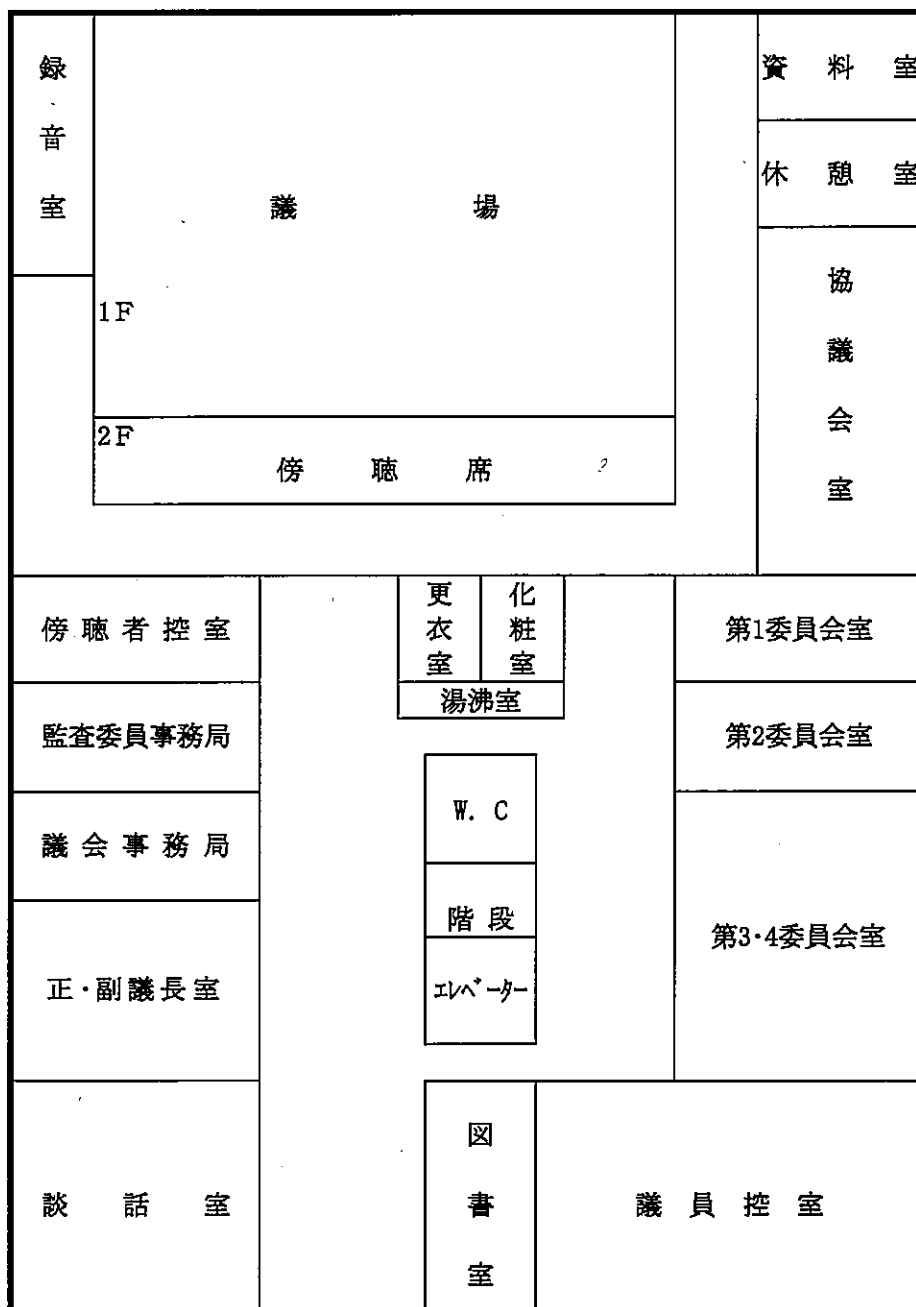 録音室
議場
資料室
休憩室
協議会室
1F
2F
傍聴席
傍聴者控室
更衣室
化粧室
湯沸室
第1委員会室
監査委員事務局
第2委員会室
議会事務局
W. C
階段
エレベーター
第3・4委員会室
正・副議長室
談話室
図書室
議員控室